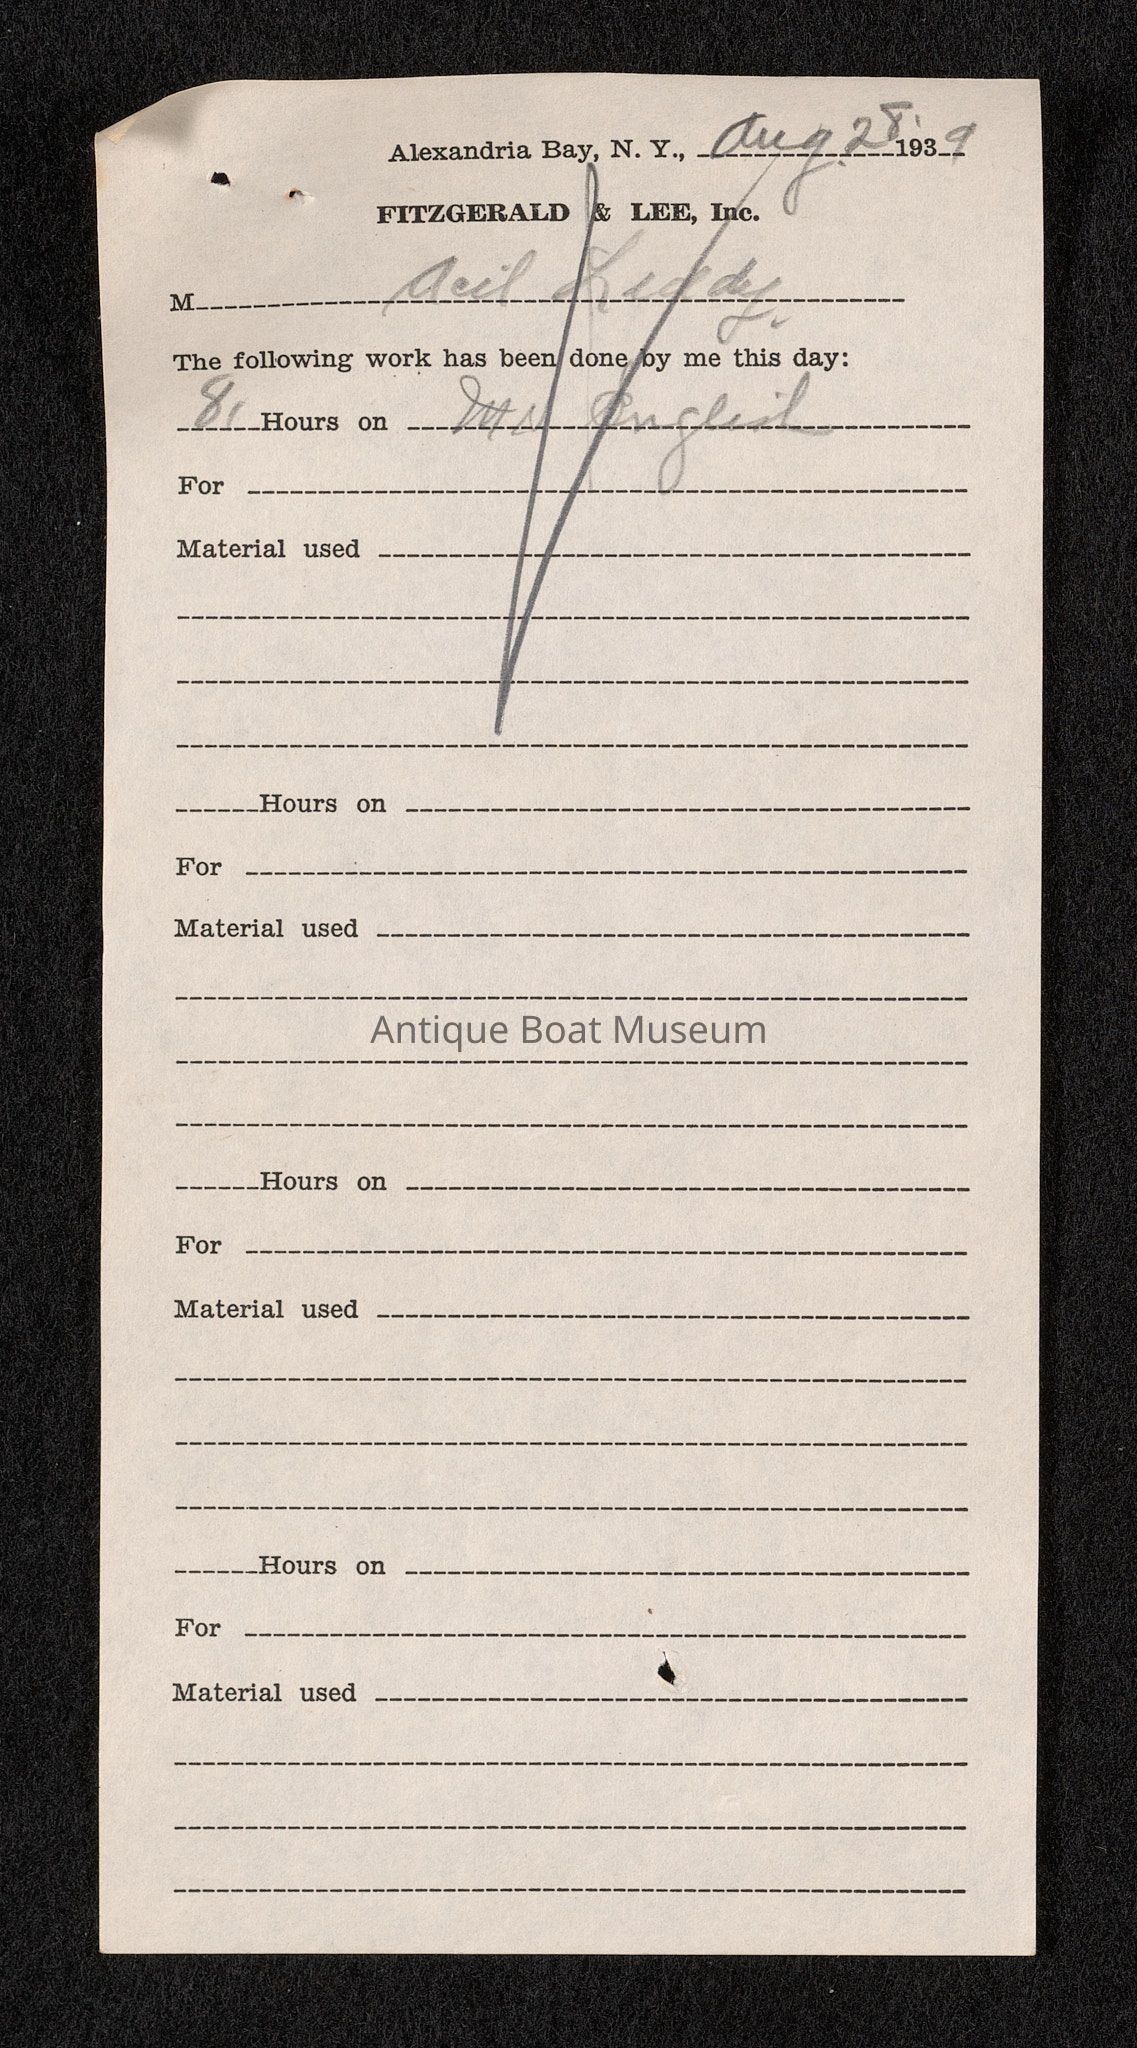 Alexandria Bay, N. Y., Aug. 28. 1939
FITZGERALD & LEE, Inc.
M
The following work has been done by me this day:
8. Hours on Mr English
For
Material used
Hours on
For
Material used
Antique Boat Museum
Hours on
For
Material used
Hours on
For
Material used